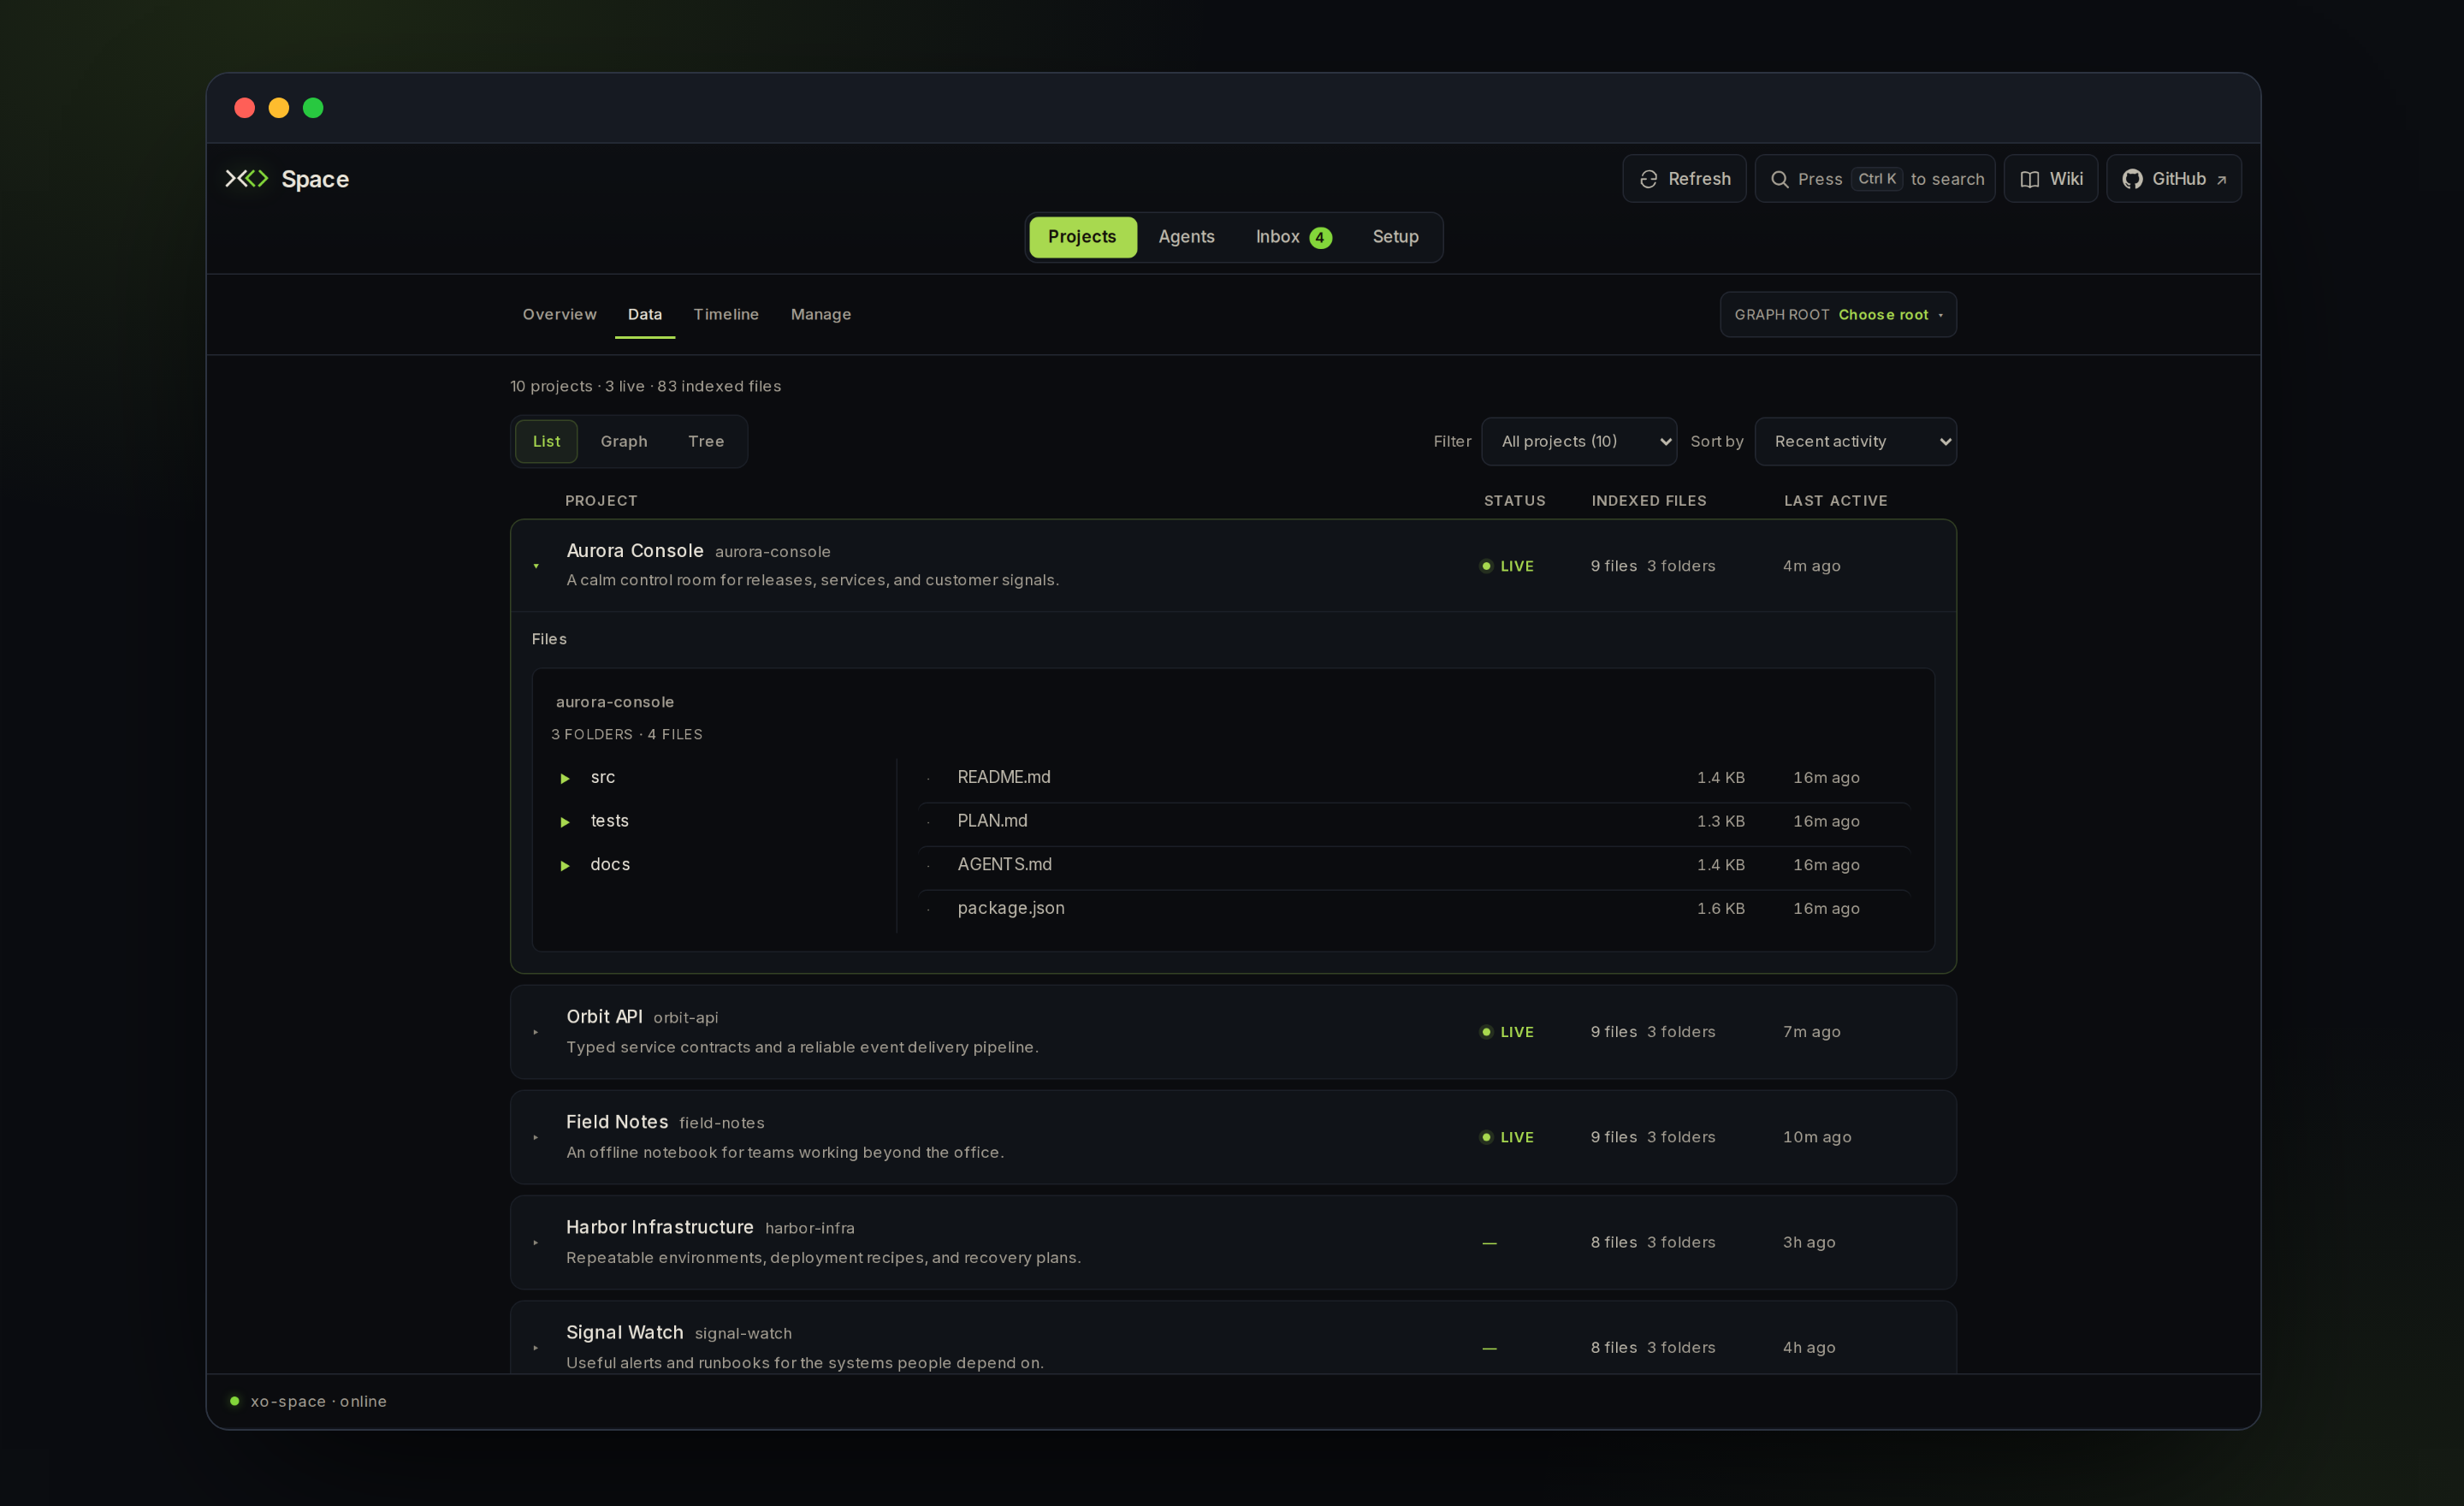 Space
Refresh
Press Ctrl K to search
Wiki
GitHub ↗
Projects
Agents
Inbox 4
Setup
Overview
Data
Timeline
Manage
GRAPH ROOT Choose root
10 projects · 3 live · 83 indexed files
List
Graph
Tree
Filter All projects (10)
Sort by Recent activity
PROJECT STATUS INDEXED FILES LAST ACTIVE
Aurora Console aurora-console
A calm control room for releases, services, and customer signals.
LIVE 9 files 3 folders 4m ago
Files
aurora-console
3 FOLDERS · 4 FILES
src
tests
docs
README.md 1.4 KB 16m ago
PLAN.md 1.3 KB 16m ago
AGENTS.md 1.4 KB 16m ago
package.json 1.6 KB 16m ago
Orbit API orbit-api
Typed service contracts and a reliable event delivery pipeline.
LIVE 9 files 3 folders 7m ago
Field Notes field-notes
An offline notebook for teams working beyond the office.
LIVE 9 files 3 folders 10m ago
Harbor Infrastructure harbor-infra
Repeatable environments, deployment recipes, and recovery plans.
— 8 files 3 folders 3h ago
Signal Watch signal-watch
Useful alerts and runbooks for the systems people depend on.
— 8 files 3 folders 4h ago
xo-space · online